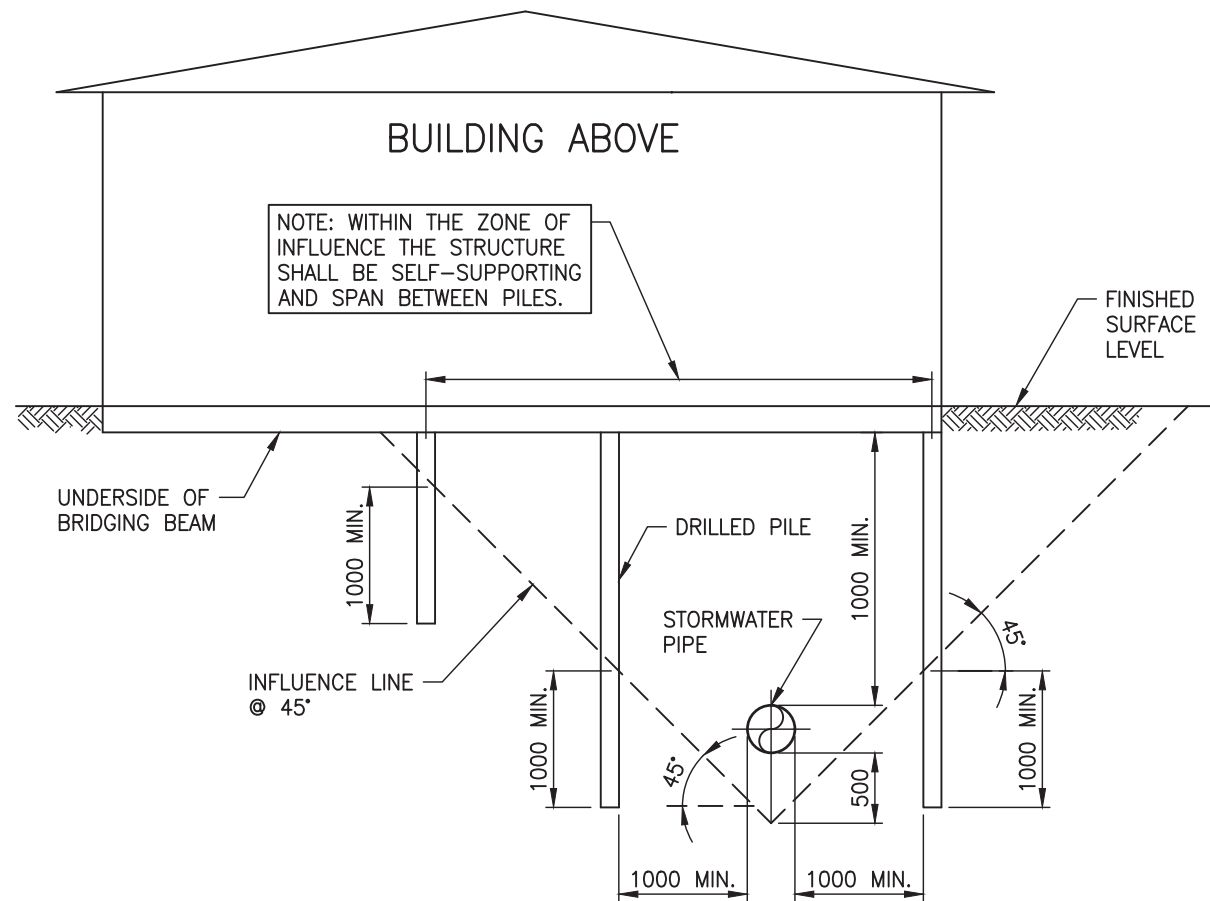 BUILDING ABOVE
NOTE: WITHIN THE ZONE OF
INFLUENCE THE STRUCTURE
SHALL BE SELF-SUPPORTING
AND SPAN BETWEEN PILES.
FINISHED
SURFACE
LEVEL
UNDERSIDE OF
BRIDGING BEAM
1000 MIN.
DRILLED PILE
1000 MIN.
STORMWATER
PIPE
45°
INFLUENCE LINE
@ 45°
1000 MIN.
45°
500
1000 MIN.
1000 MIN.
1000 MIN.